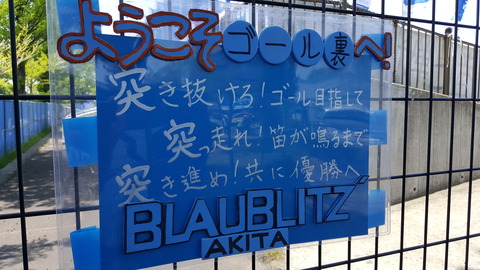 ようこそゴール裏へ!
突き抜けろ!ゴール目指して
突っ走れ!笛が鳴るまで
突き進め!共に優勝へ
BLAUBLITZ
AKITA